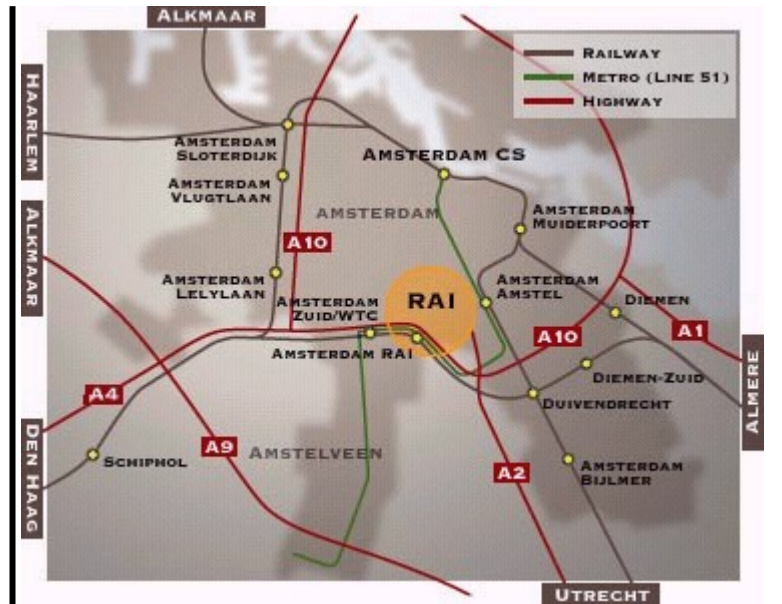 ALKMAAR
RAILWAY
METRO (LINE 51)
HIGHWAY
HAARLEM
AMSTERDAM
SLOTERDIJK
AMSTERDAM CS
AMSTERDAM
VLUGTLAAN
ALKMAAR
AMSTERDAM
A10
AMSTERDAM
MUIDERPOORT
AMSTERDAM
LELYLAAN
AMSTERDAM
ZUID/WTC
RAI
AMSTERDAM
AMSTEL
DIEMEN
A10
A1
AMSTERDAM RAI
DIEMEN-ZUID
ALMERE
A4
DUIVENDRECHT
DEN HAAG
SCHIPHOL
A9
AMSTELVEEN
A2
AMSTERDAM
BIJLMER
UTRECHT